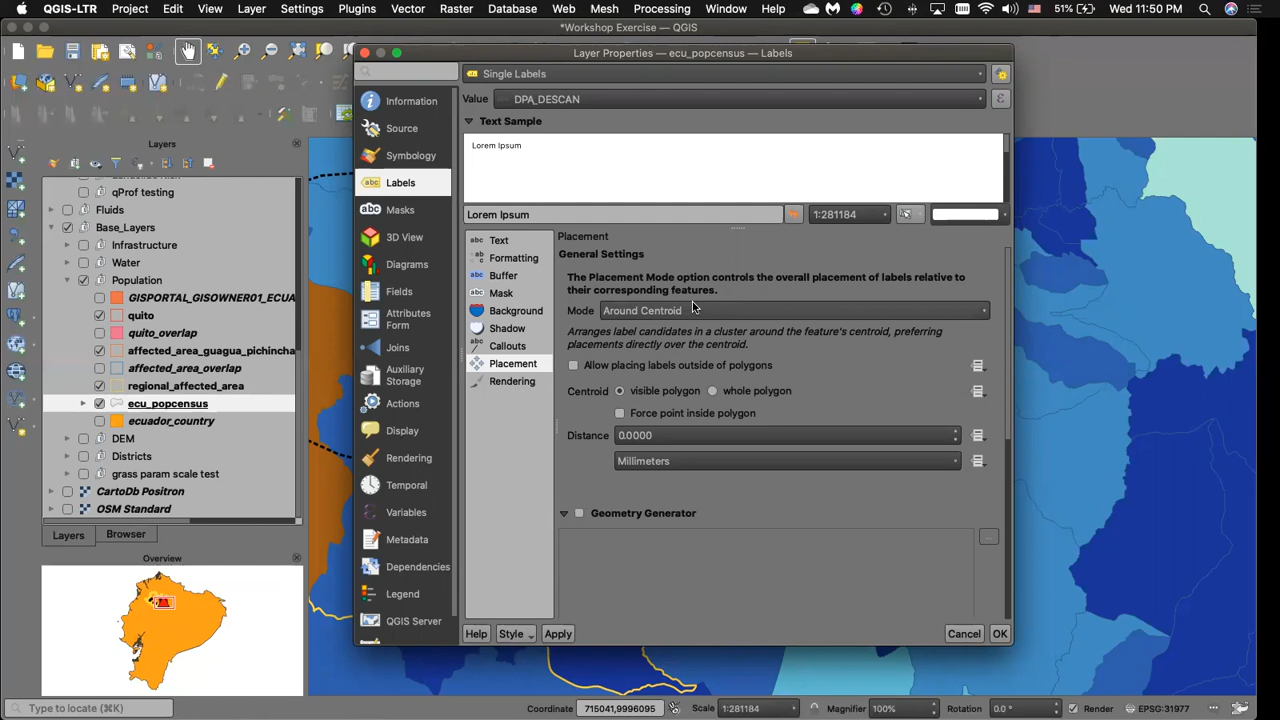 QGIS-LTR Project Edit View Layer Settings Plugins Vector Raster Database Web Mesh Processing Window Help 51% Wed 11:50 PM
*Workshop Exercise — QGIS
Layer Properties — ecu_popcensus — Labels
Single Labels
Value DPA_DESCAN
Text Sample
Lorem Ipsum
Lorem Ipsum 1:281184
Information
Source
Symbology
abc Labels
abc Masks
3D View
Diagrams
Fields
Attributes
Form
Joins
Auxiliary
Storage
Actions
Display
Rendering
Temporal
Variables
Metadata
Dependencies
Legend
QGIS Server
abc Text
abc Formatting
abc Buffer
abc Mask
Background
Shadow
abc Callouts
Placement
Rendering
Placement
General Settings
The Placement Mode option controls the overall placement of labels relative to
their corresponding features.
Mode Around Centroid
Arranges label candidates in a cluster around the feature's centroid, preferring
placements directly over the centroid.
Allow placing labels outside of polygons
Centroid visible polygon whole polygon
Force point inside polygon
Distance 0.0000
Millimeters
Geometry Generator
...
Help Style Apply Cancel OK
Layers
qProf testing
Fluids
Base_Layers
Infrastructure
Water
Population
GISPORTAL_GISOWNER01_ECUA
quito
quito_overlap
affected_area_guagua_pichincha
affected_area_overlap
regional_affected_area
ecu_popcensus
ecuador_country
DEM
Districts
grass param scale test
CartoDb Positron
OSM Standard
Layers Browser
Overview
Type to locate (⌘K) Coordinate 715041,9996095 Scale 1:281184 Magnifier 100% Rotation 0.0 ° Render EPSG:31977